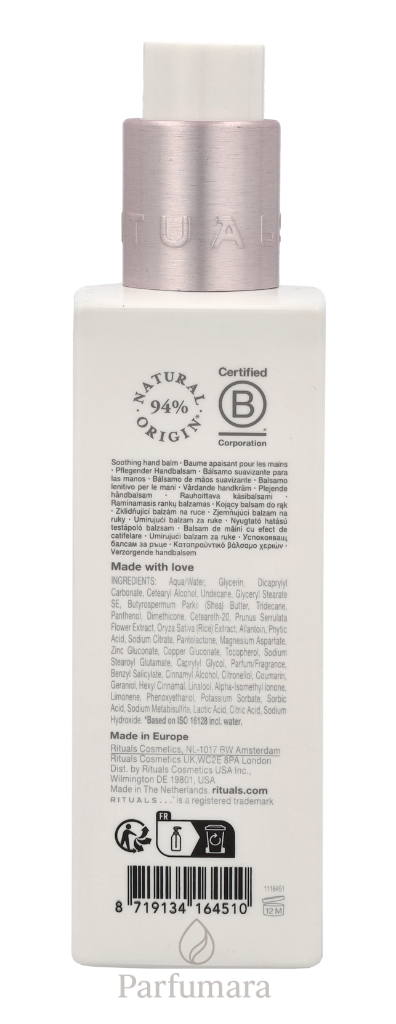 RITUALS
NATURAL
94%
ORIGIN*
Certified
B
Corporation
Soothing hand balm · Baume apaisant pour les mains
· Pflegender Handbalsam · Bálsamo suavizante para
las manos · Bálsamo de mãos suavizante · Balsamo
lenitivo per le mani · Vårdande handkräm · Plejende
håndbalsam · Rauhoittava käsibalsami ·
Raminamasis rankų balzamas · Kojący balsam do rąk
· Zklidňující balzám na ruce · Zjemňujúci balzam na
ruky · Umirujući balzam za ruke · Nyugtató hatású
testápoló balzsam · Balsam de mâini cu efect de
catifelare · Umirjujoči balzam za roke · Успокояващ
балсам за ръце · Καταπραϋντικό βάλσαμο χεριών ·
Verzorgende handbalsem
Made with love
INGREDIENTS: Aqua/Water, Glycerin, Dicaprylyl
Carbonate, Cetearyl Alcohol, Undecane, Glyceryl Stearate
SE, Butyrospermum Parkii (Shea) Butter, Tridecane,
Panthenol, Dimethicone, Ceteareth-20, Prunus Serrulata
Flower Extract, Oryza Sativa (Rice) Extract, Allantoin, Phytic
Acid, Sodium Citrate, Pantolactone, Magnesium Aspartate,
Zinc Gluconate, Copper Gluconate, Tocopherol, Sodium
Stearoyl Glutamate, Caprylyl Glycol, Parfum/Fragrance,
Benzyl Salicylate, Cinnamyl Alcohol, Citronellol, Coumarin,
Geraniol, Hexyl Cinnamal, Linalool, Alpha-Isomethyl Ionone,
Limonene, Phenoxyethanol, Potassium Sorbate, Sorbic
Acid, Sodium Metabisulfite, Lactic Acid, Citric Acid, Sodium
Hydroxide. *Based on ISO 16128 incl. water.
Made in Europe
Rituals Cosmetics, NL-1017 RW Amsterdam
Rituals Cosmetics UK,WC2E 8PA London
Dist. by Rituals Cosmetics USA Inc.,
Wilmington DE 19801, USA
Made in The Netherlands. rituals.com
RITUALS...® is a registered trademark
FR
1116451
12 M
8 719134 164510
Parfumara